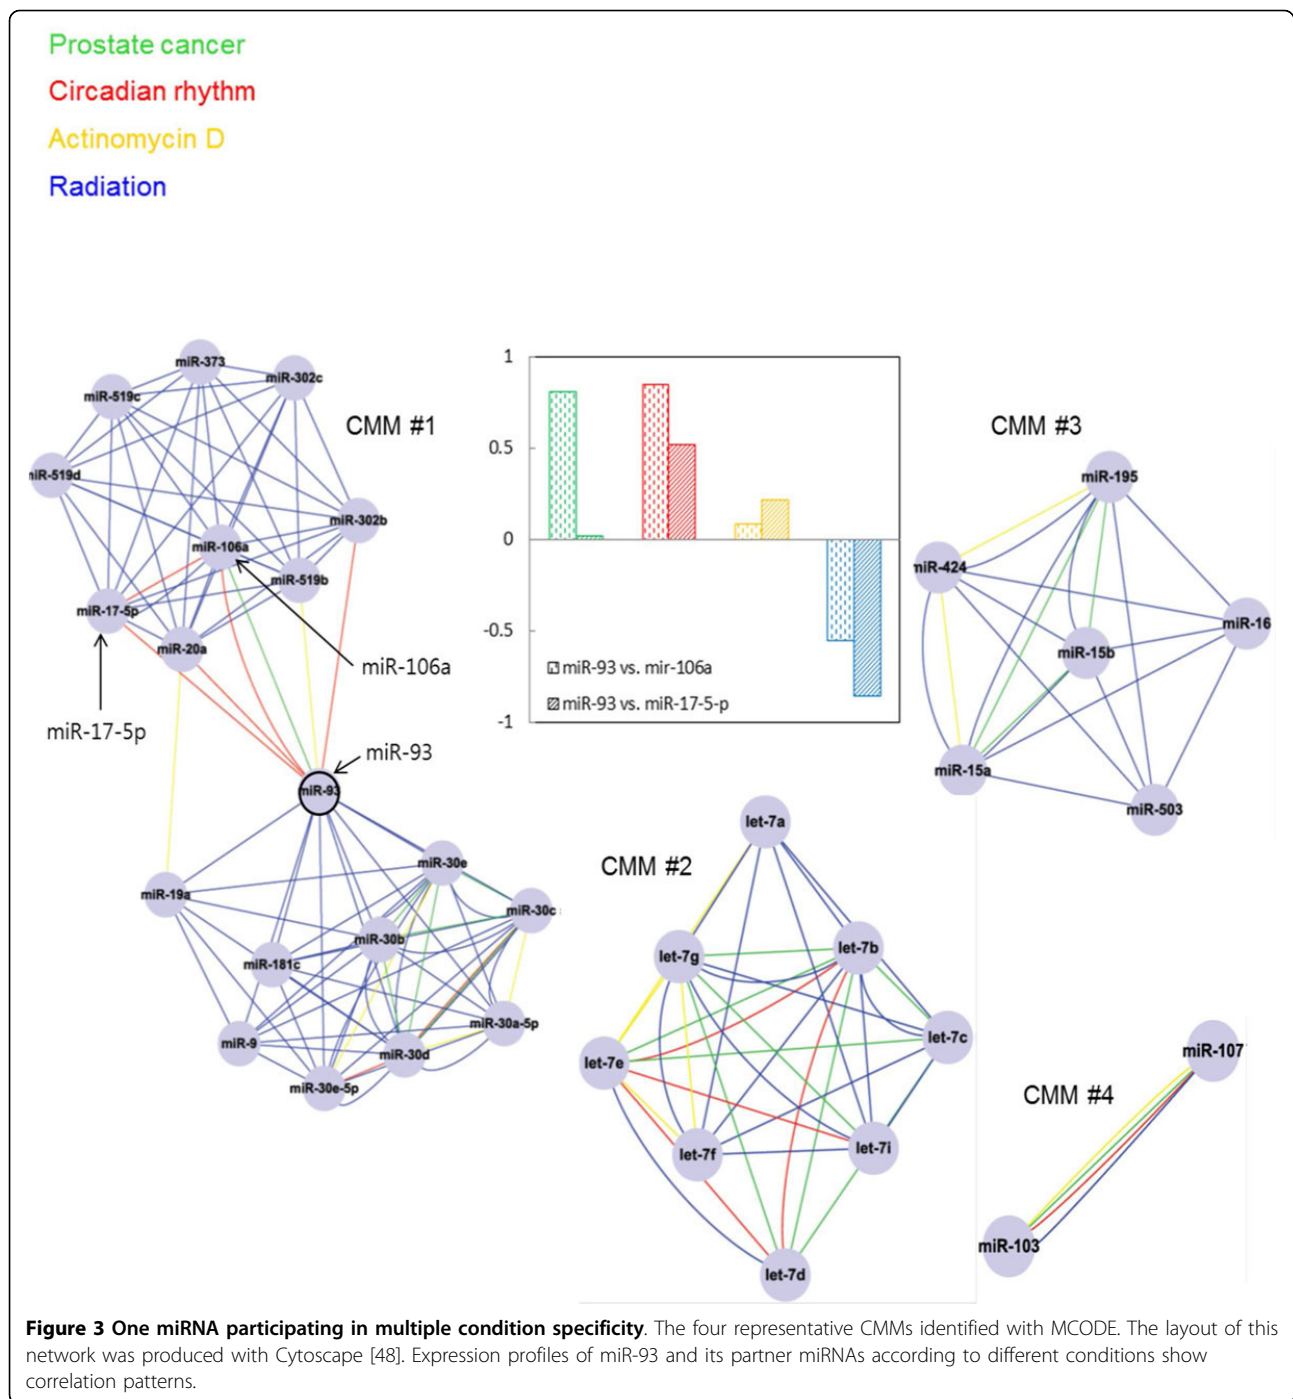 Prostate cancer
Circadian rhythm
Actinomycin D
Radiation
miR-373
miR-302c
miR-519c
CMM #1
miR-519d
miR-302b
miR-106a
miR-519b
miR-17-5p
miR-20a
miR-106a
miR-17-5p
miR-93
miR-93
miR-30e
miR-19a
miR-30c
miR-30b
miR-181c
miR-30a-5p
miR-9
miR-30d
miR-30e-5p
1
0.5
0
-0.5
-1
miR-93 vs. mir-106a
miR-93 vs. miR-17-5-p
CMM #3
miR-195
miR-424
miR-16
miR-15b
miR-15a
miR-503
CMM #2
let-7a
let-7g
let-7b
let-7c
let-7e
let-7f
let-7i
let-7d
CMM #4
miR-107
miR-103
Figure 3 One miRNA participating in multiple condition specificity. The four representative CMMs identified with MCODE. The layout of this
network was produced with Cytoscape [48]. Expression profiles of miR-93 and its partner miRNAs according to different conditions show
correlation patterns.